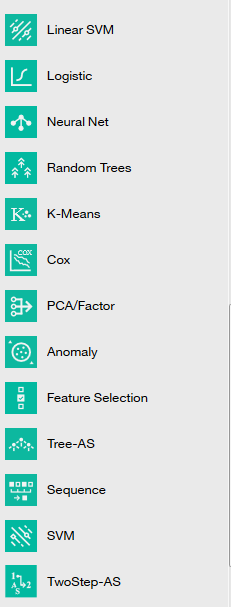 Linear SVM
Logistic
Neural Net
Random Trees
K-Means
Cox
PCA/Factor
Anomaly
Feature Selection
Tree-AS
Sequence
SVM
TwoStep-AS